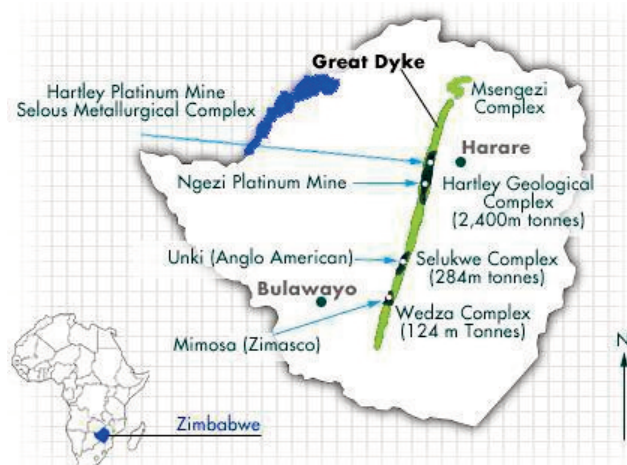 Great Dyke
Hartley Platinum Mine
Selous Metallurgical Complex
Msengezi
Complex
Harare
Ngezi Platinum Mine
Hartley Geological
Complex
(2,400m tonnes)
Unki (Anglo American)
Selukwe Complex
(284m tonnes)
Bulawayo
Wedza Complex
(124 m Tonnes)
Mimosa (Zimasco)
N
Zimbabwe